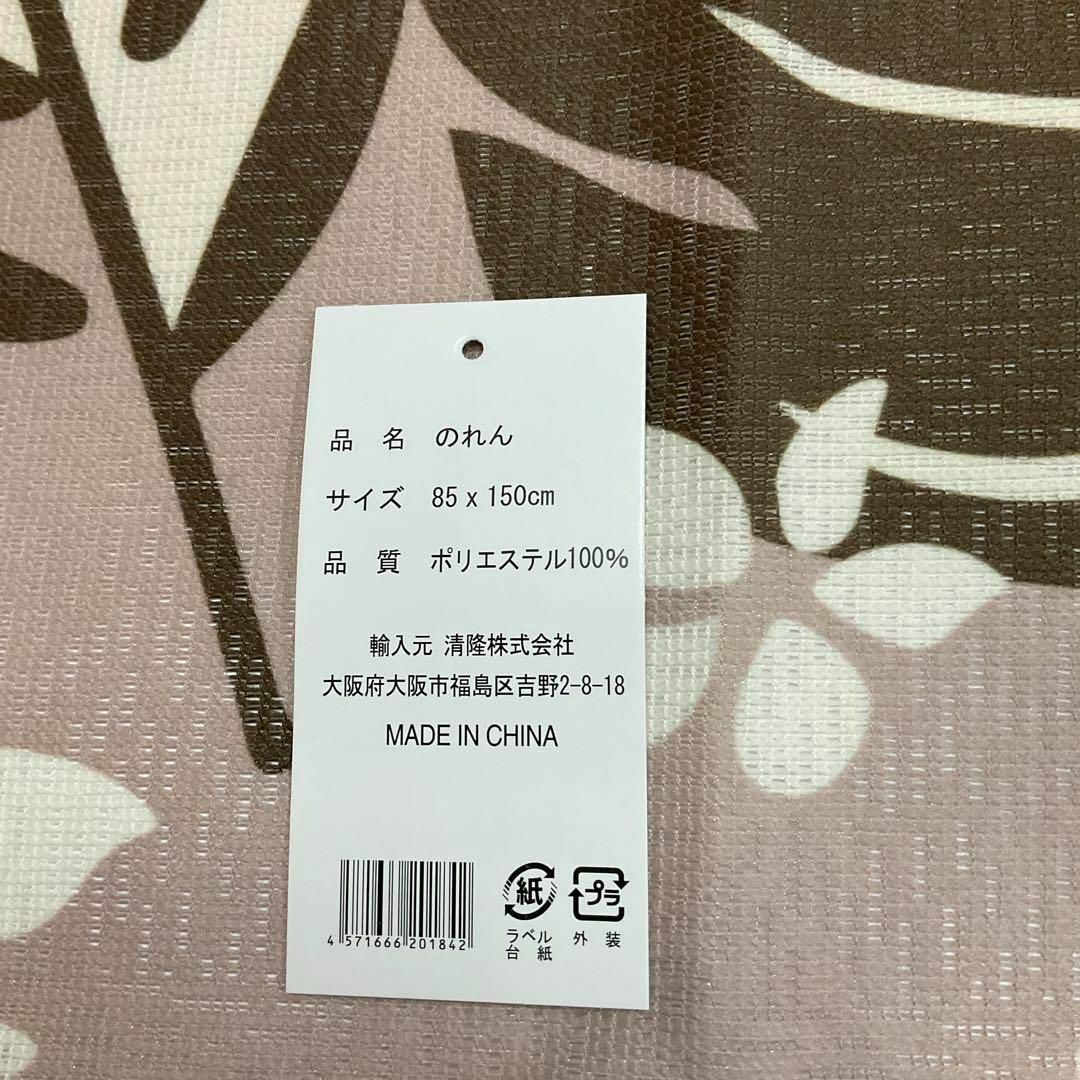 品 名 のれん
サイズ 85 x 150cm
品 質 ポリエステル100%
輸入元 清隆株式会社
大阪府大阪市福島区吉野2-8-18
MADE IN CHINA
4 571666 201842
紙
ラベル
台 紙
プラ
外 装